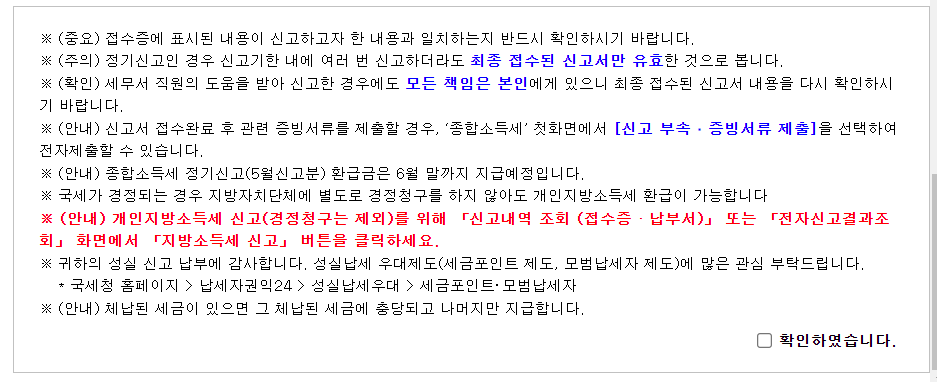 ※ (중요) 접수증에 표시된 내용이 신고하고자 한 내용과 일치하는지 반드시 확인하시기 바랍니다.
※ (주의) 정기신고인 경우 신고기한 내에 여러 번 신고하더라도 최종 접수된 신고서만 유효한 것으로 봅니다.
※ (확인) 세무서 직원의 도움을 받아 신고한 경우에도 모든 책임은 본인에게 있으니 최종 접수된 신고서 내용을 다시 확인하시
기 바랍니다.
※ (안내) 신고서 접수완료 후 관련 증빙서류를 제출할 경우, ‘종합소득세’ 첫화면에서 [신고 부속·증빙서류 제출]을 선택하여
전자제출할 수 있습니다.
※ (안내) 종합소득세 정기신고(5월신고분) 환급금은 6월 말까지 지급예정입니다.
※ 국세가 경정되는 경우 지방자치단체에 별도로 경정청구를 하지 않아도 개인지방소득세 환급이 가능합니다
※ (안내) 개인지방소득세 신고(경정청구는 제외)를 위해 「신고내역 조회 (접수증·납부서)」 또는 「전자신고결과조
회」 화면에서 「지방소득세 신고」 버튼을 클릭하세요.
※ 귀하의 성실 신고 납부에 감사합니다. 성실납세 우대제도(세금포인트 제도, 모범납세자 제도)에 많은 관심 부탁드립니다.
* 국세청 홈페이지 > 납세자권익24 > 성실납세우대 > 세금포인트·모범납세자
※ (안내) 체납된 세금이 있으면 그 체납된 세금에 충당되고 나머지만 지급합니다.
확인하였습니다.